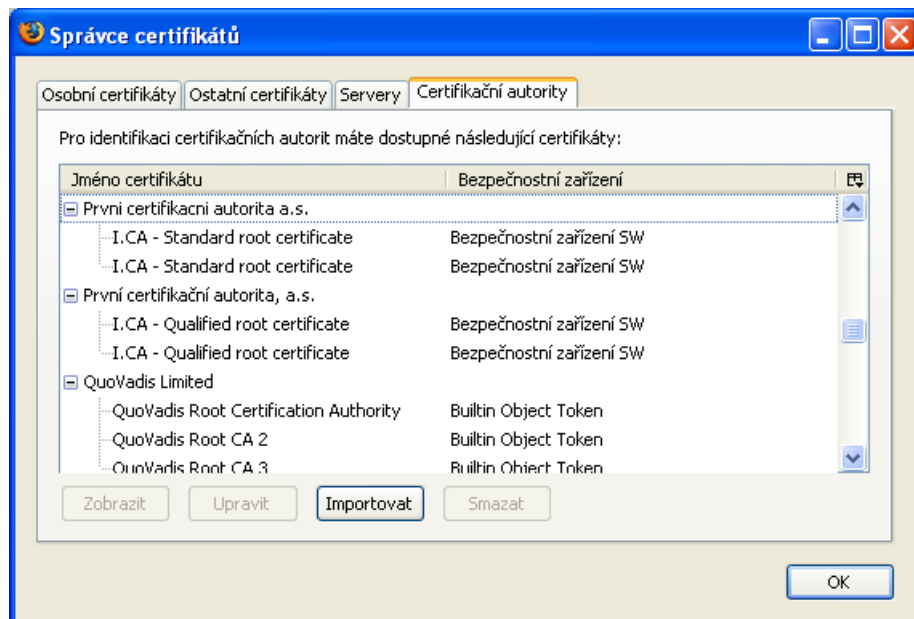 Správce certifikátů
Osobní certifikáty Ostatní certifikáty Servery Certifikační autority
Pro identifikaci certifikačních autorit máte dostupné následující certifikáty:
Jméno certifikátu Bezpečnostní zařízení
Prvni certifikacni autorita a.s.
I.CA - Standard root certificate Bezpečnostní zařízení SW
I.CA - Standard root certificate Bezpečnostní zařízení SW
První certifikační autorita, a.s.
I.CA - Qualified root certificate Bezpečnostní zařízení SW
I.CA - Qualified root certificate Bezpečnostní zařízení SW
QuoVadis Limited
QuoVadis Root Certification Authority Builtin Object Token
QuoVadis Root CA 2 Builtin Object Token
QuoVadis Root CA 3 Builtin Object Token
Zobrazit Upravit Importovat Smazat
OK